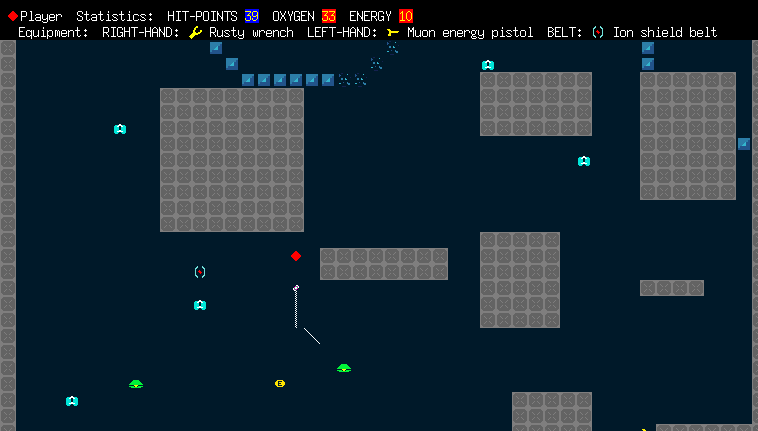 Player Statistics: HIT-POINTS 39 OXYGEN 33 ENERGY 10
Equipment: RIGHT-HAND: Rusty wrench LEFT-HAND: Muon energy pistol BELT: Ion shield belt
E